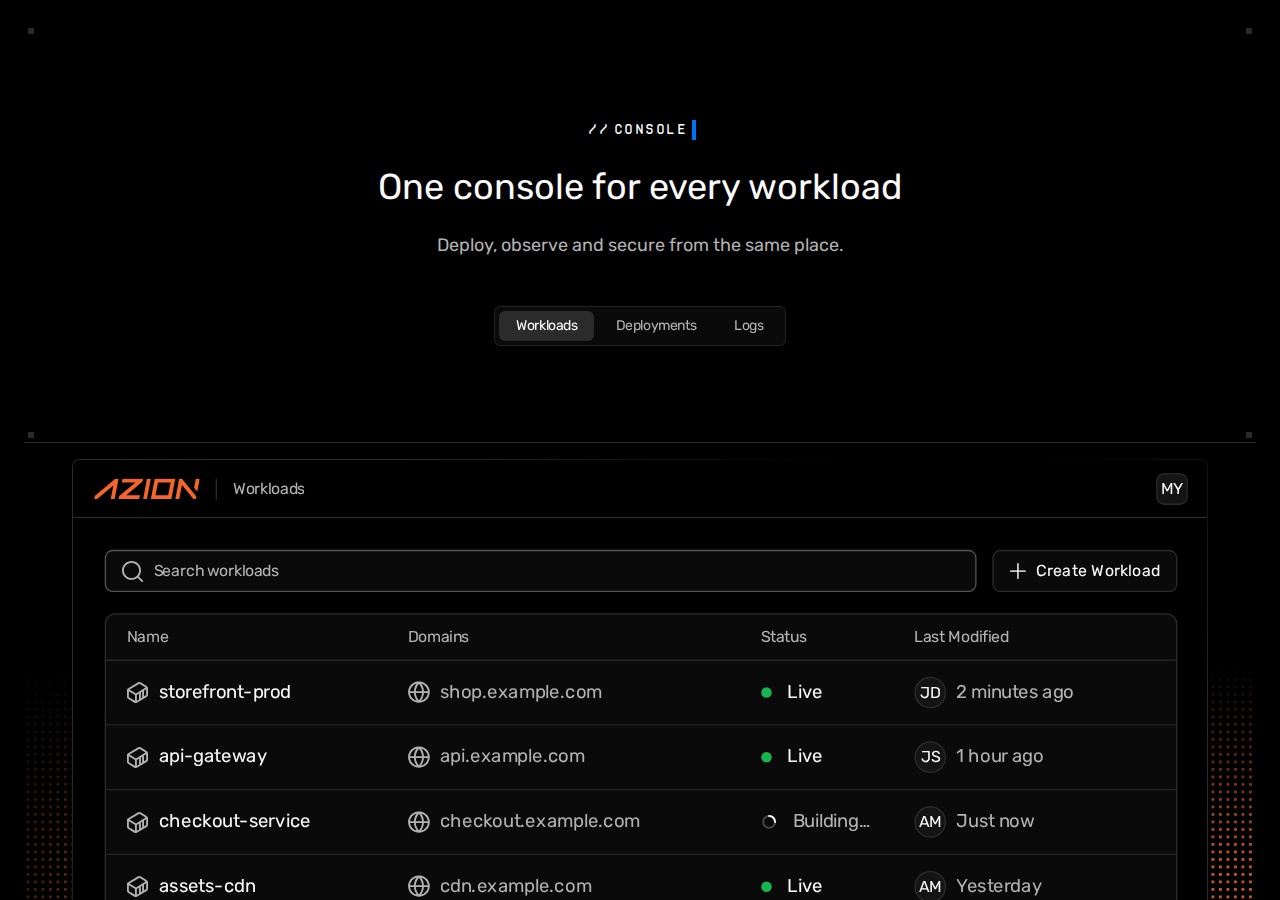 // CONSOLE
One console for every workload
Deploy, observe and secure from the same place.
Workloads Deployments Logs
AZION Workloads MY
Search workloads Create Workload
Name Domains Status Last Modified
storefront-prod shop.example.com Live JD 2 minutes ago
api-gateway api.example.com Live JS 1 hour ago
checkout-service checkout.example.com Building... AM Just now
assets-cdn cdn.example.com Live AM Yesterday